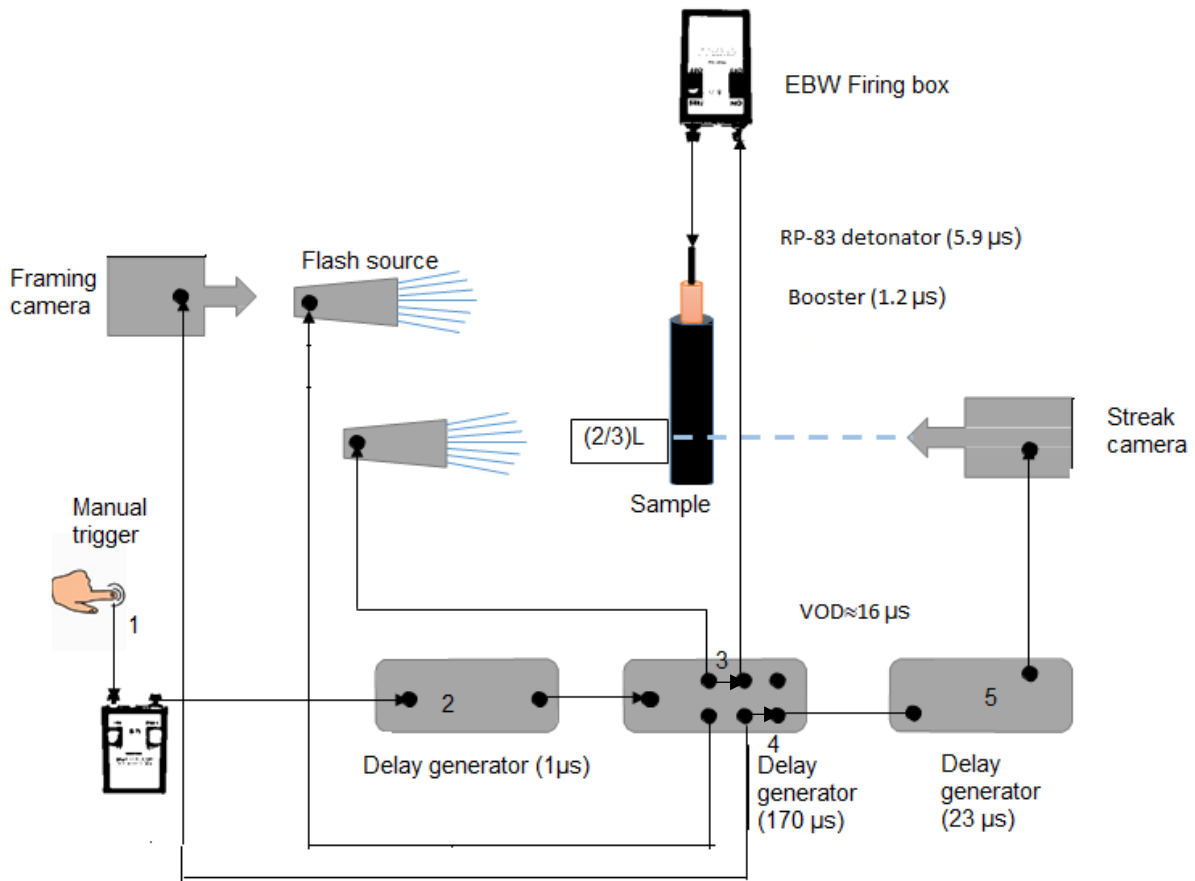 EBW Firing box
RP-83 detonator (5.9 µs)
Booster (1.2 µs)
Flash source
Framing
camera
(2/3)L
Streak
camera
Sample
Manual
trigger
1
VOD≈16 µs
3
2
5
4
Delay generator (1µs)
Delay
generator
(170 µs)
Delay
generator
(23 µs)